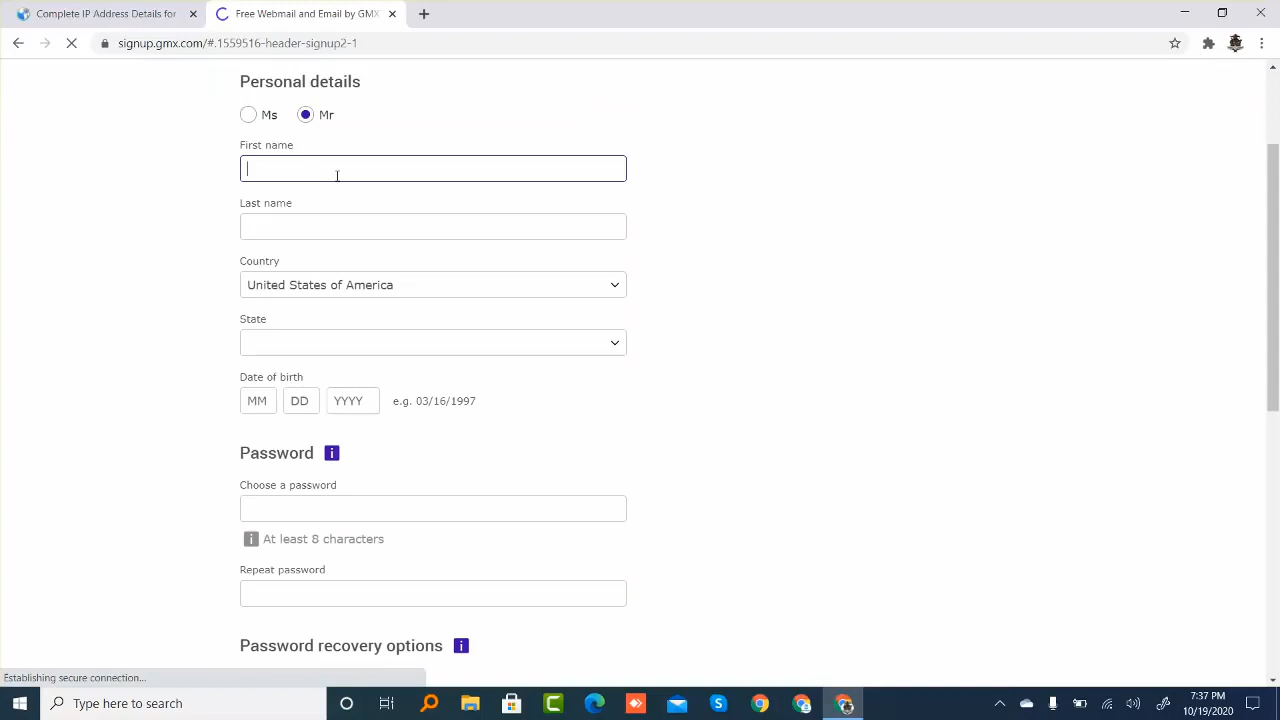 Complete IP Address Details for
Free Webmail and Email by GMX
signup.gmx.com/#.1559516-header-signup2-1
Personal details
Ms
Mr
First name
Last name
Country
United States of America
State
Date of birth
MM
DD
YYYY
e.g. 03/16/1997
Password i
Choose a password
i At least 8 characters
Repeat password
Password recovery options i
Establishing secure connection...
Type here to search
7:37 PM
10/19/2020